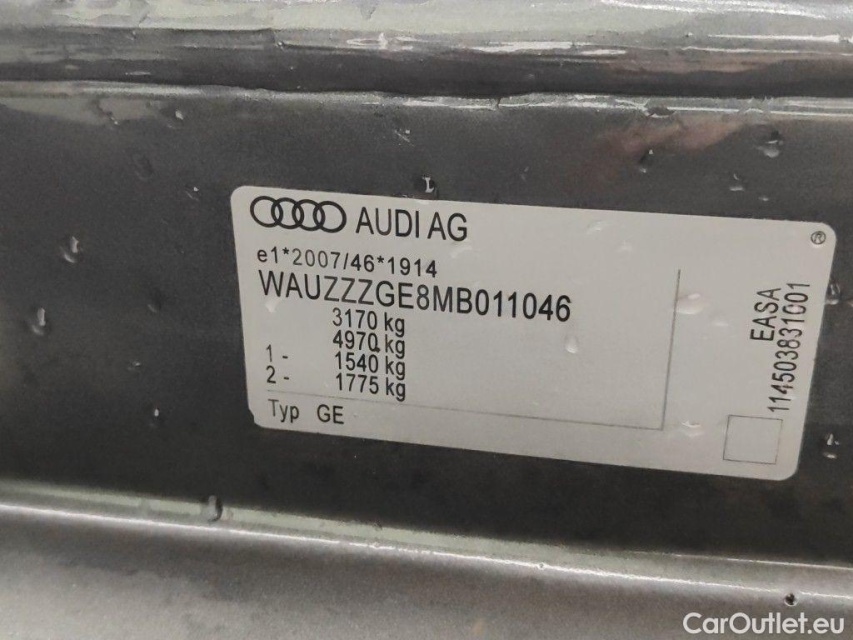 AUDI AG
®
e1*2007/46*1914
WAUZZZGE8MB011046
3170 kg
4970 kg
1 - 1540 kg
2 - 1775 kg
Typ GE
EASA
114503831C01
CarOutlet.eu